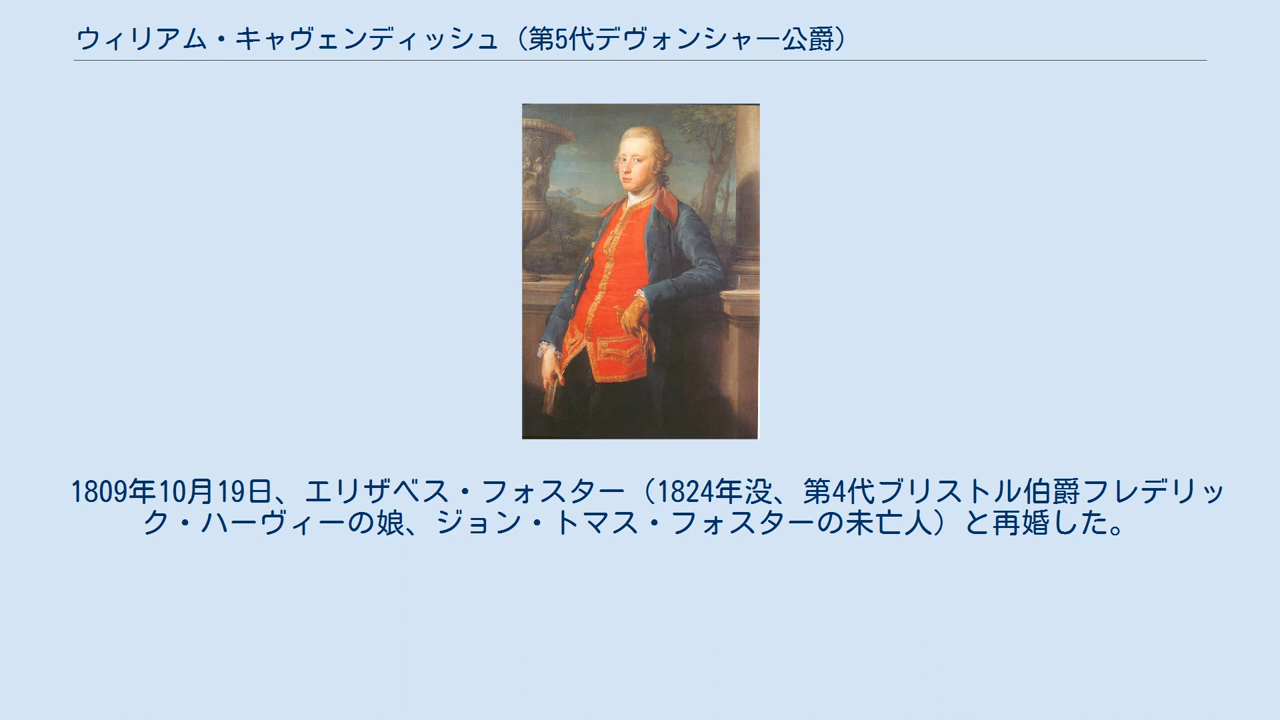 ウィリアム・キャヴェンディッシュ（第5代デヴォンシャー公爵）
1809年10月19日、エリザベス・フォスター（1824年没、第4代ブリストル伯爵フレデリッ
ク・ハーヴィーの娘、ジョン・トマス・フォスターの未亡人）と再婚した。